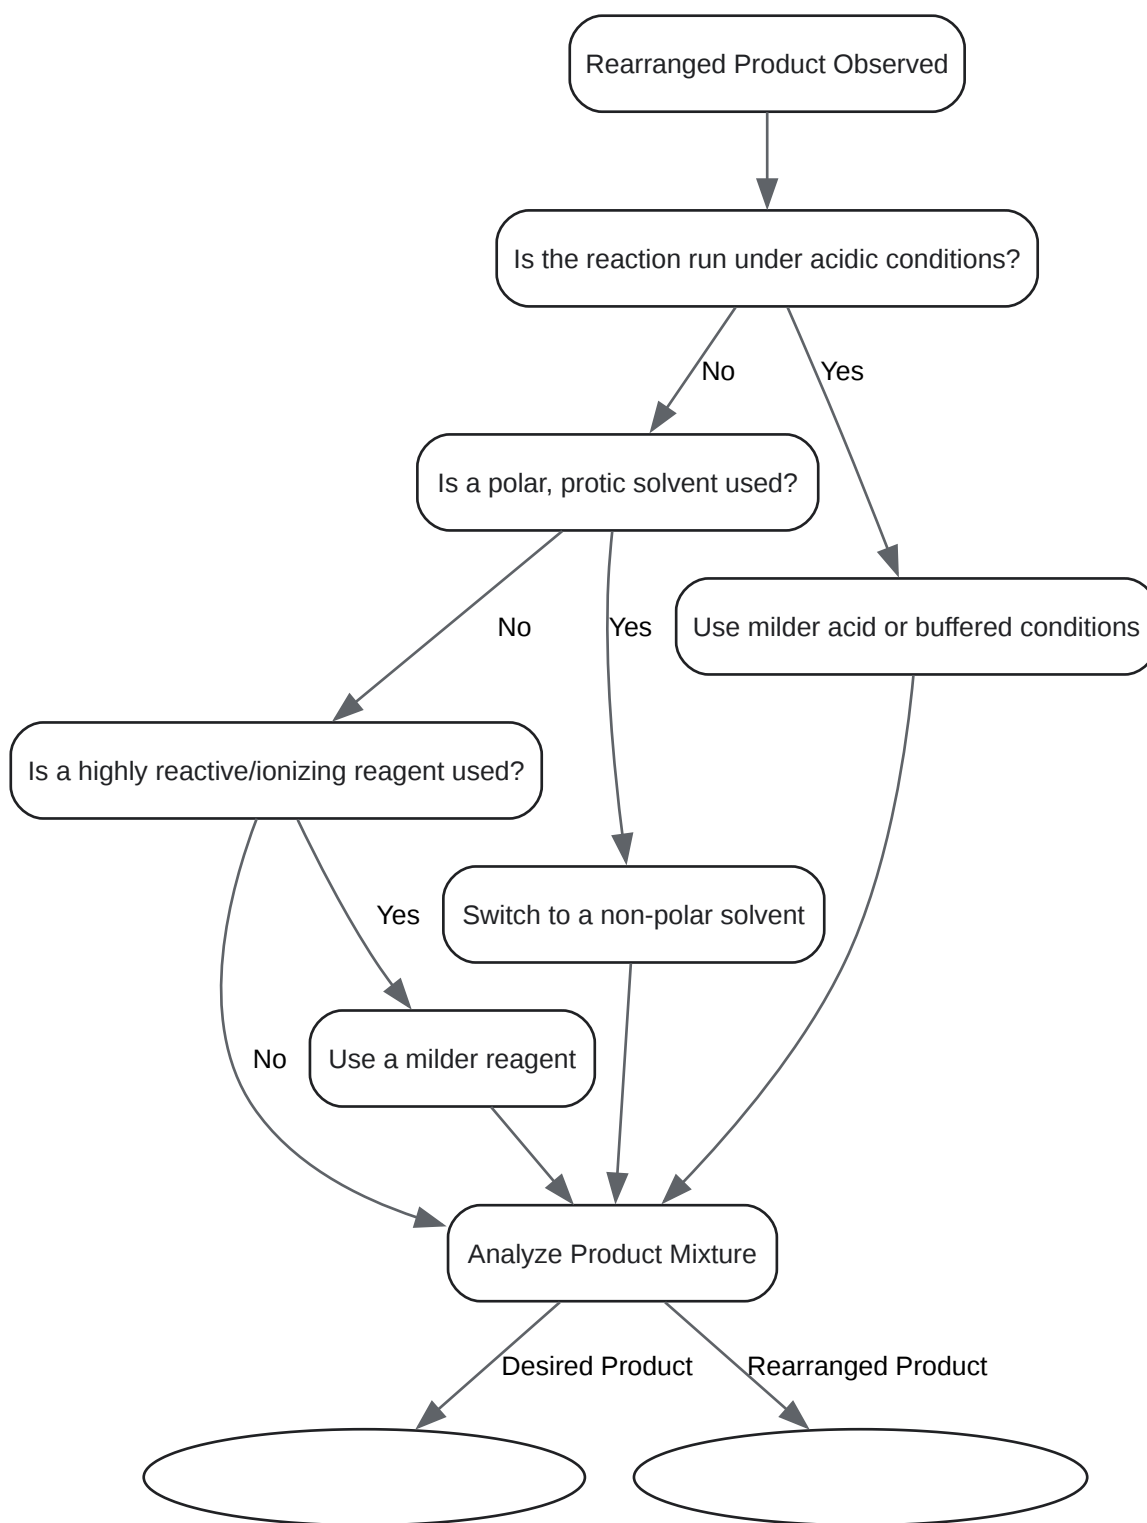 Rearranged Product Observed
Is the reaction run under acidic conditions?
No
Yes
Is a polar, protic solvent used?
No
Yes
Use milder acid or buffered conditions
Is a highly reactive/ionizing reagent used?
Yes
Switch to a non-polar solvent
No
Use a milder reagent
Analyze Product Mixture
Desired Product
Rearranged Product